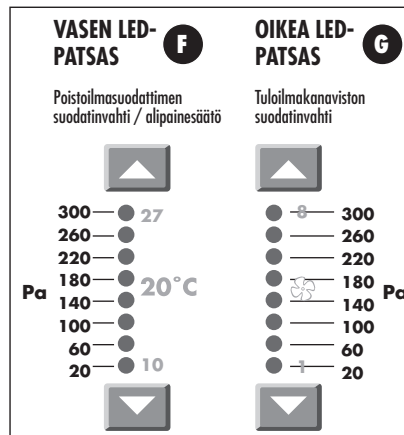 VASEN LED-
PATSAS
F
Poistoilmasuodattimen
suodatinvahti / alipainesäätö
300
27
260
220
180
20°C
Pa
140
100
60
20
10
OIKEA LED-
PATSAS
G
Tuloilmakanaviston
suodatinvahti
8
300
260
220
180
Pa
140
100
60
1
20